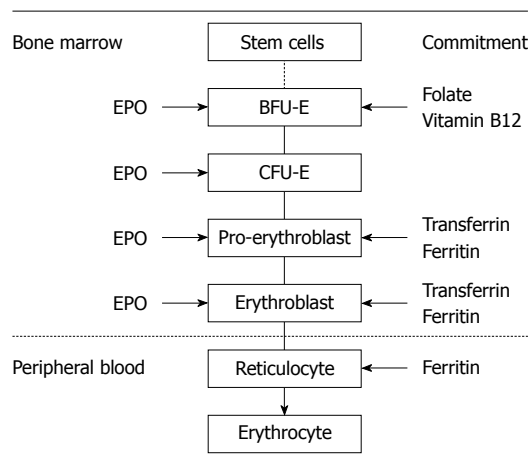 Bone marrow
Stem cells
Commitment
EPO
BFU-E
Folate
Vitamin B12
EPO
CFU-E
EPO
Pro-erythroblast
Transferrin
Ferritin
EPO
Erythroblast
Transferrin
Ferritin
Peripheral blood
Reticulocyte
Ferritin
Erythrocyte